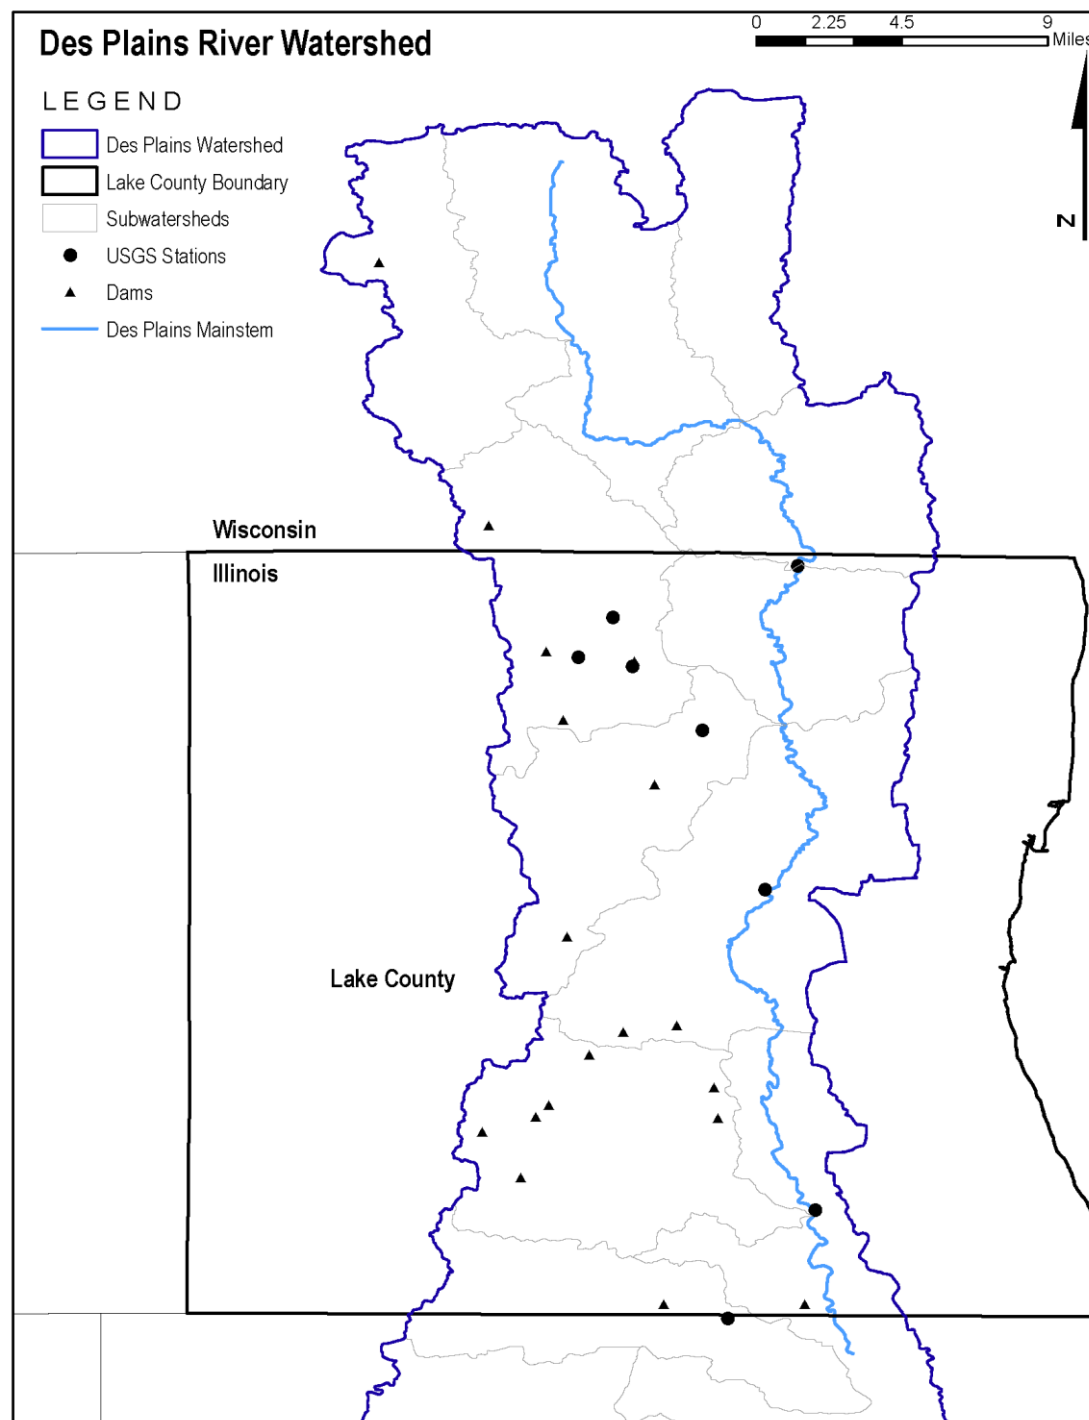 Des Plains River Watershed
0 2.25 4.5 9
Miles
LEGEND
Des Plains Watershed
Lake County Boundary
Subwatersheds
USGS Stations
Dams
Des Plains Mainstem
N
Wisconsin
Illinois
Lake County